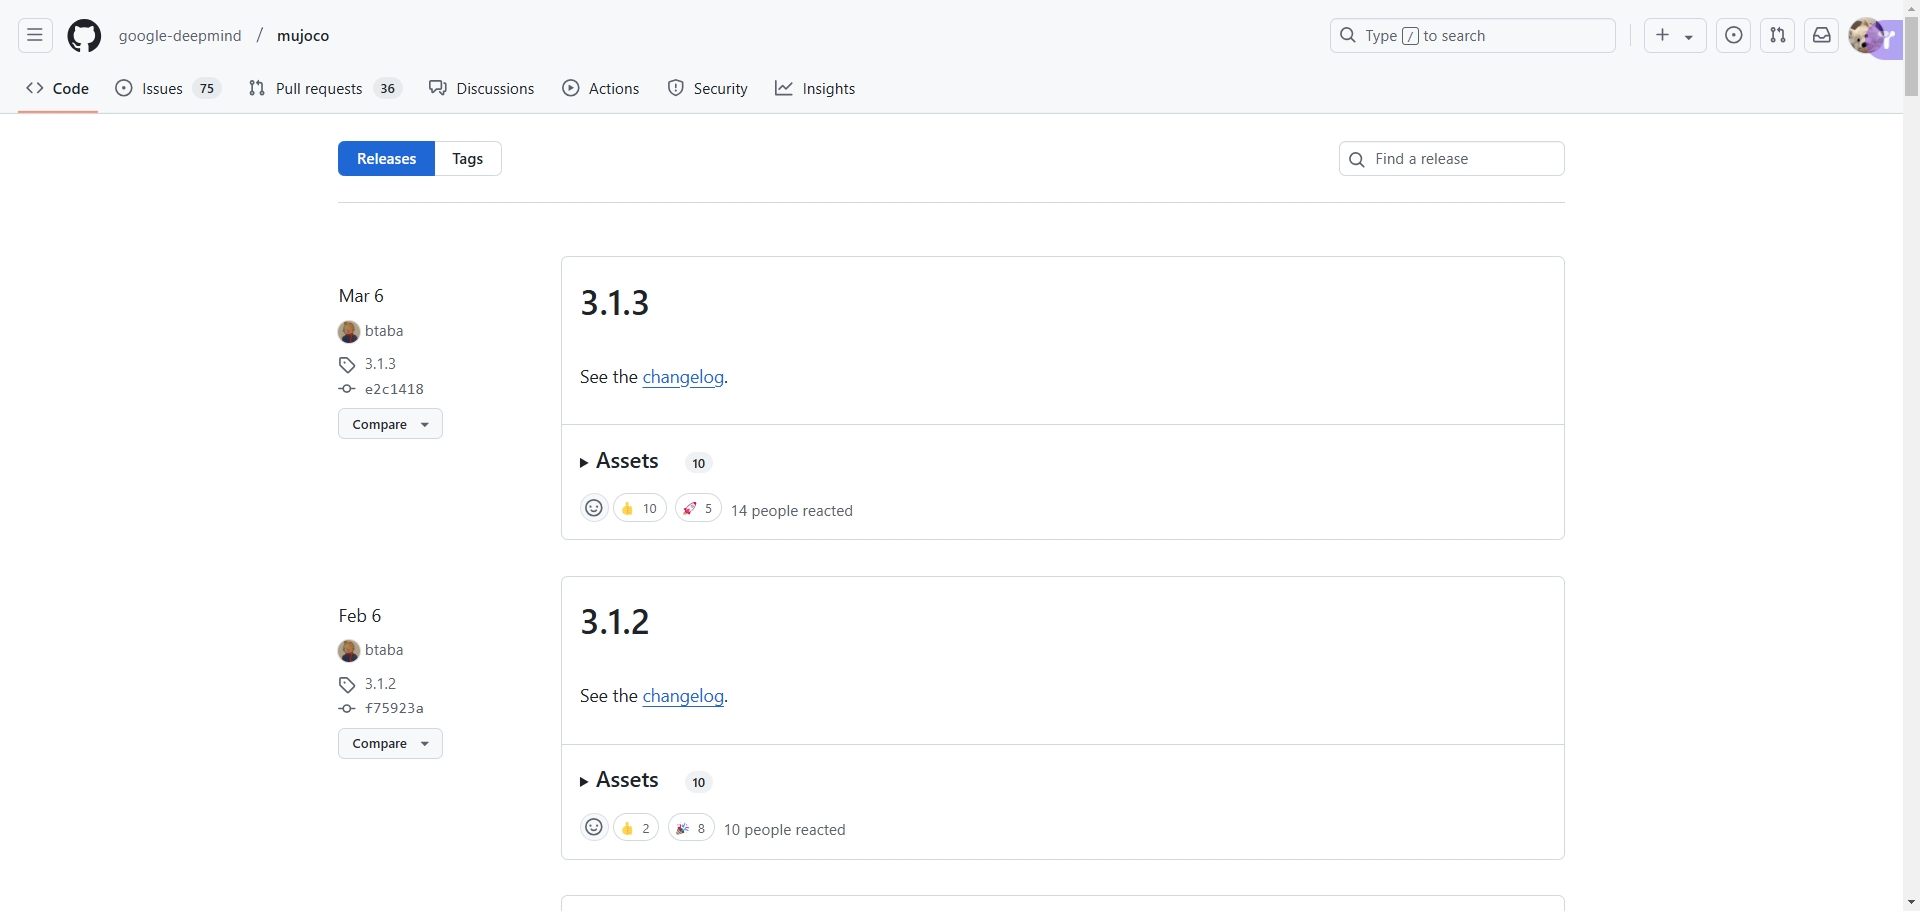 google-deepmind / mujoco
Type / to search
Code
Issues 75
Pull requests 36
Discussions
Actions
Security
Insights
Releases
Tags
Find a release
Mar 6
btaba
3.1.3
e2c1418
Compare
3.1.3
See the changelog.
Assets 10
10
5
14 people reacted
Feb 6
btaba
3.1.2
f75923a
Compare
3.1.2
See the changelog.
Assets 10
2
8
10 people reacted